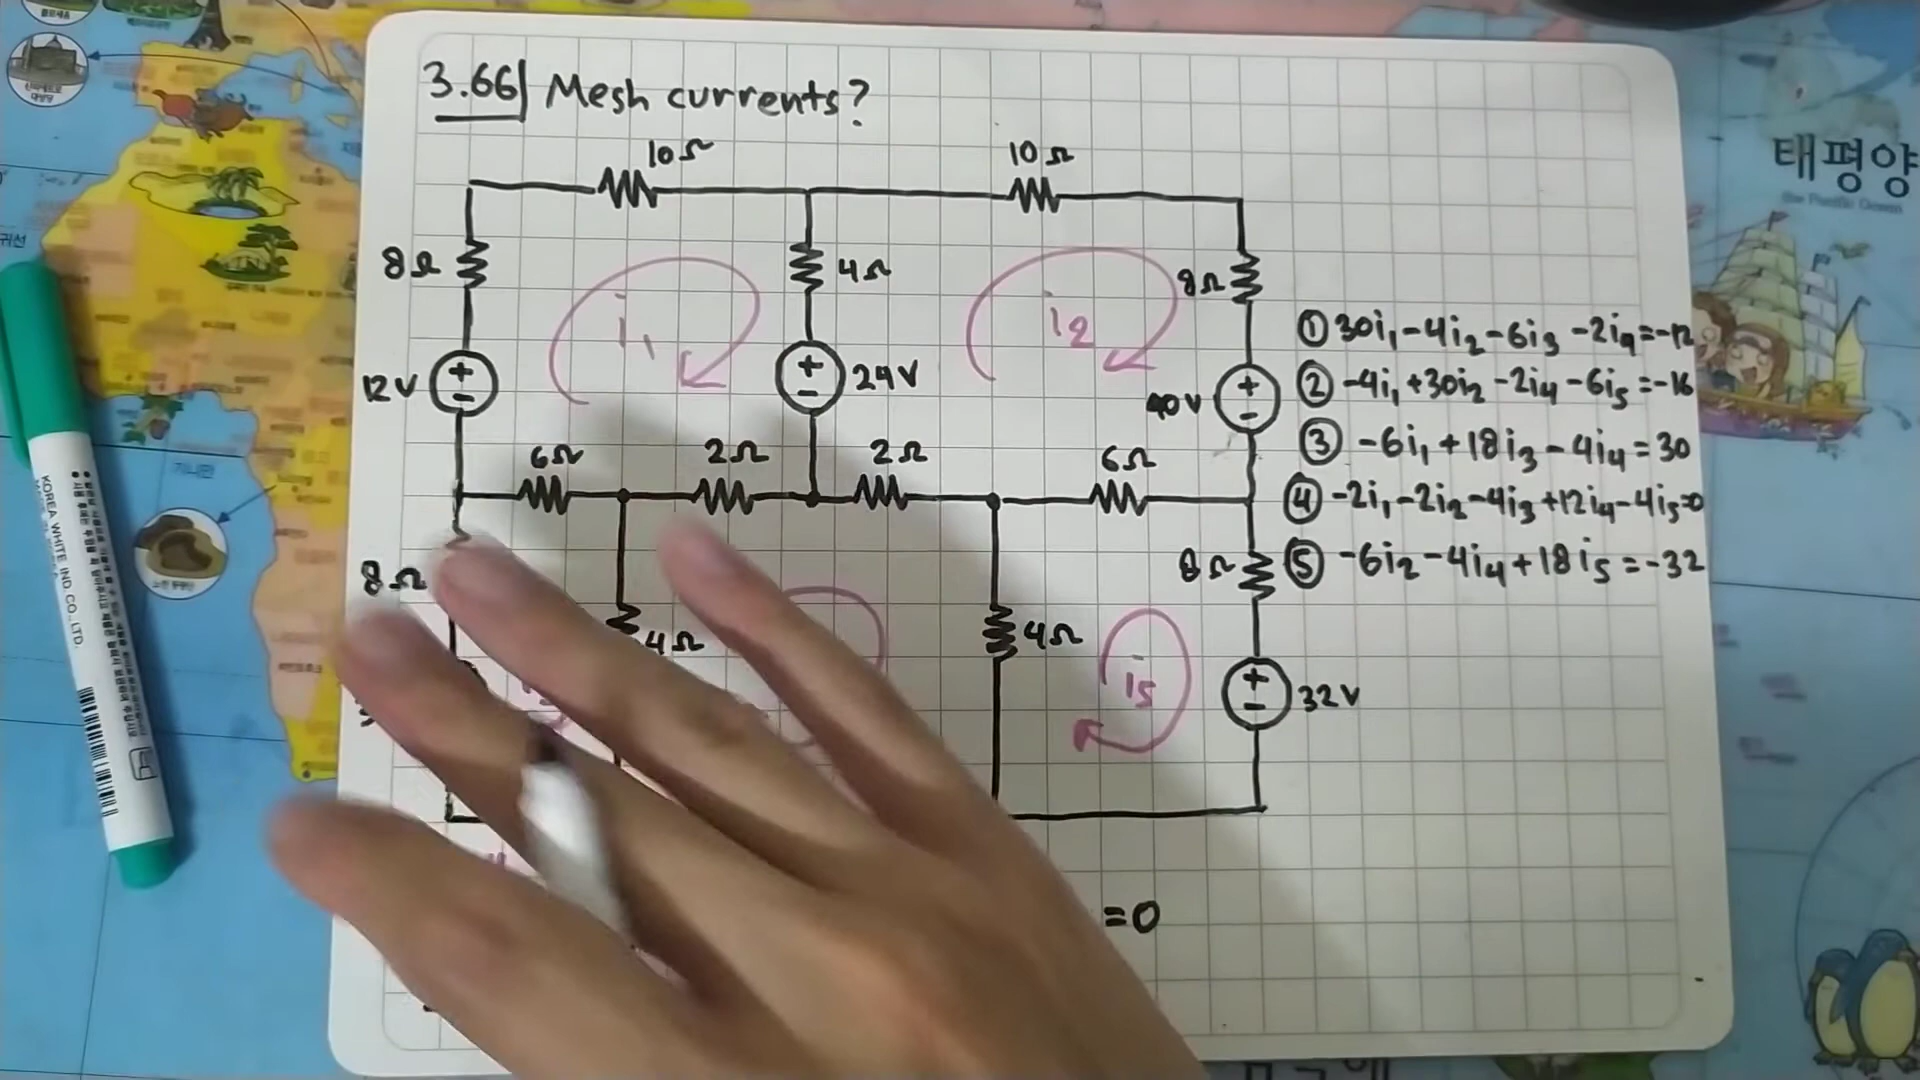 3.66 Mesh currents?
10Ω 10Ω
8Ω 4Ω 8Ω
i₁ i₂
12V 24V 40V
6Ω 2Ω 2Ω 6Ω
8Ω 8Ω
4Ω 4Ω
i₅
32V
=0
① 30i₁-4i₂-6i₃-2i₄=-12
② -4i₁+30i₂-2i₄-6i₅=-16
③ -6i₁+18i₃-4i₄=30
④ -2i₁-2i₂-4i₃+12i₄-4i₅=0
⑤ -6i₂-4i₄+18i₅=-32
태평양
the Pacific Ocean
KOREA WHITE IND.CO.,LTD.